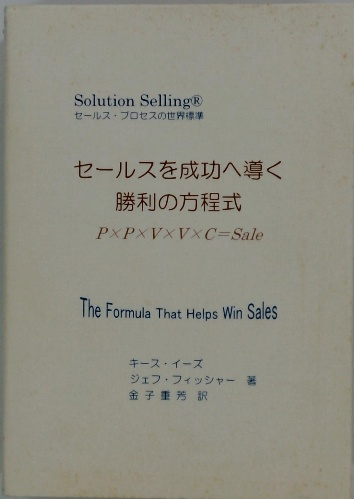 Solution Selling®
セールス・プロセスの世界標準
セールスを成功へ導く
勝利の方程式
P×P×V×V×C=Sale
The Formula That Helps Win Sales
キース・イーズ
ジェフ・フィッシャー 著
金子重芳 訳